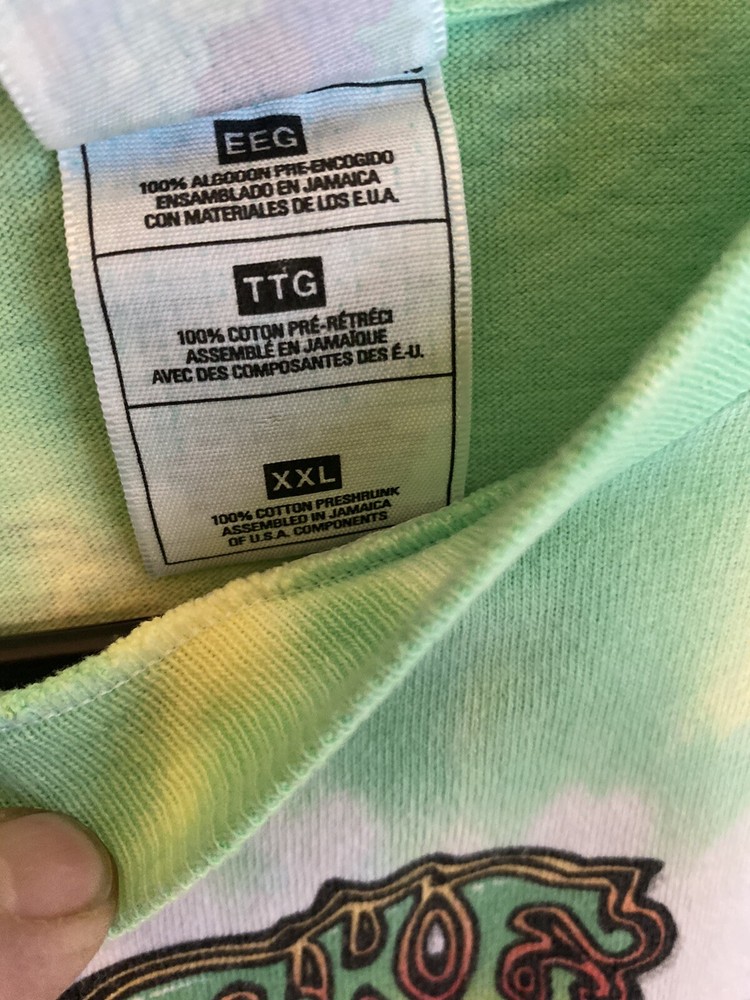 EEG
100% ALGODON PRE-ENCOGIDO
ENSAMBLADO EN JAMAICA
CON MATERIALES DE LOS E.U.A.
TTG
100% COTON PRÉ-RÉTRÉCI
ASSEMBLÉ EN JAMAÏQUE
AVEC DES COMPOSANTES DES É.-U.
XXL
100% COTTON PRESHRUNK
ASSEMBLED IN JAMAICA
OF U.S.A. COMPONENTS